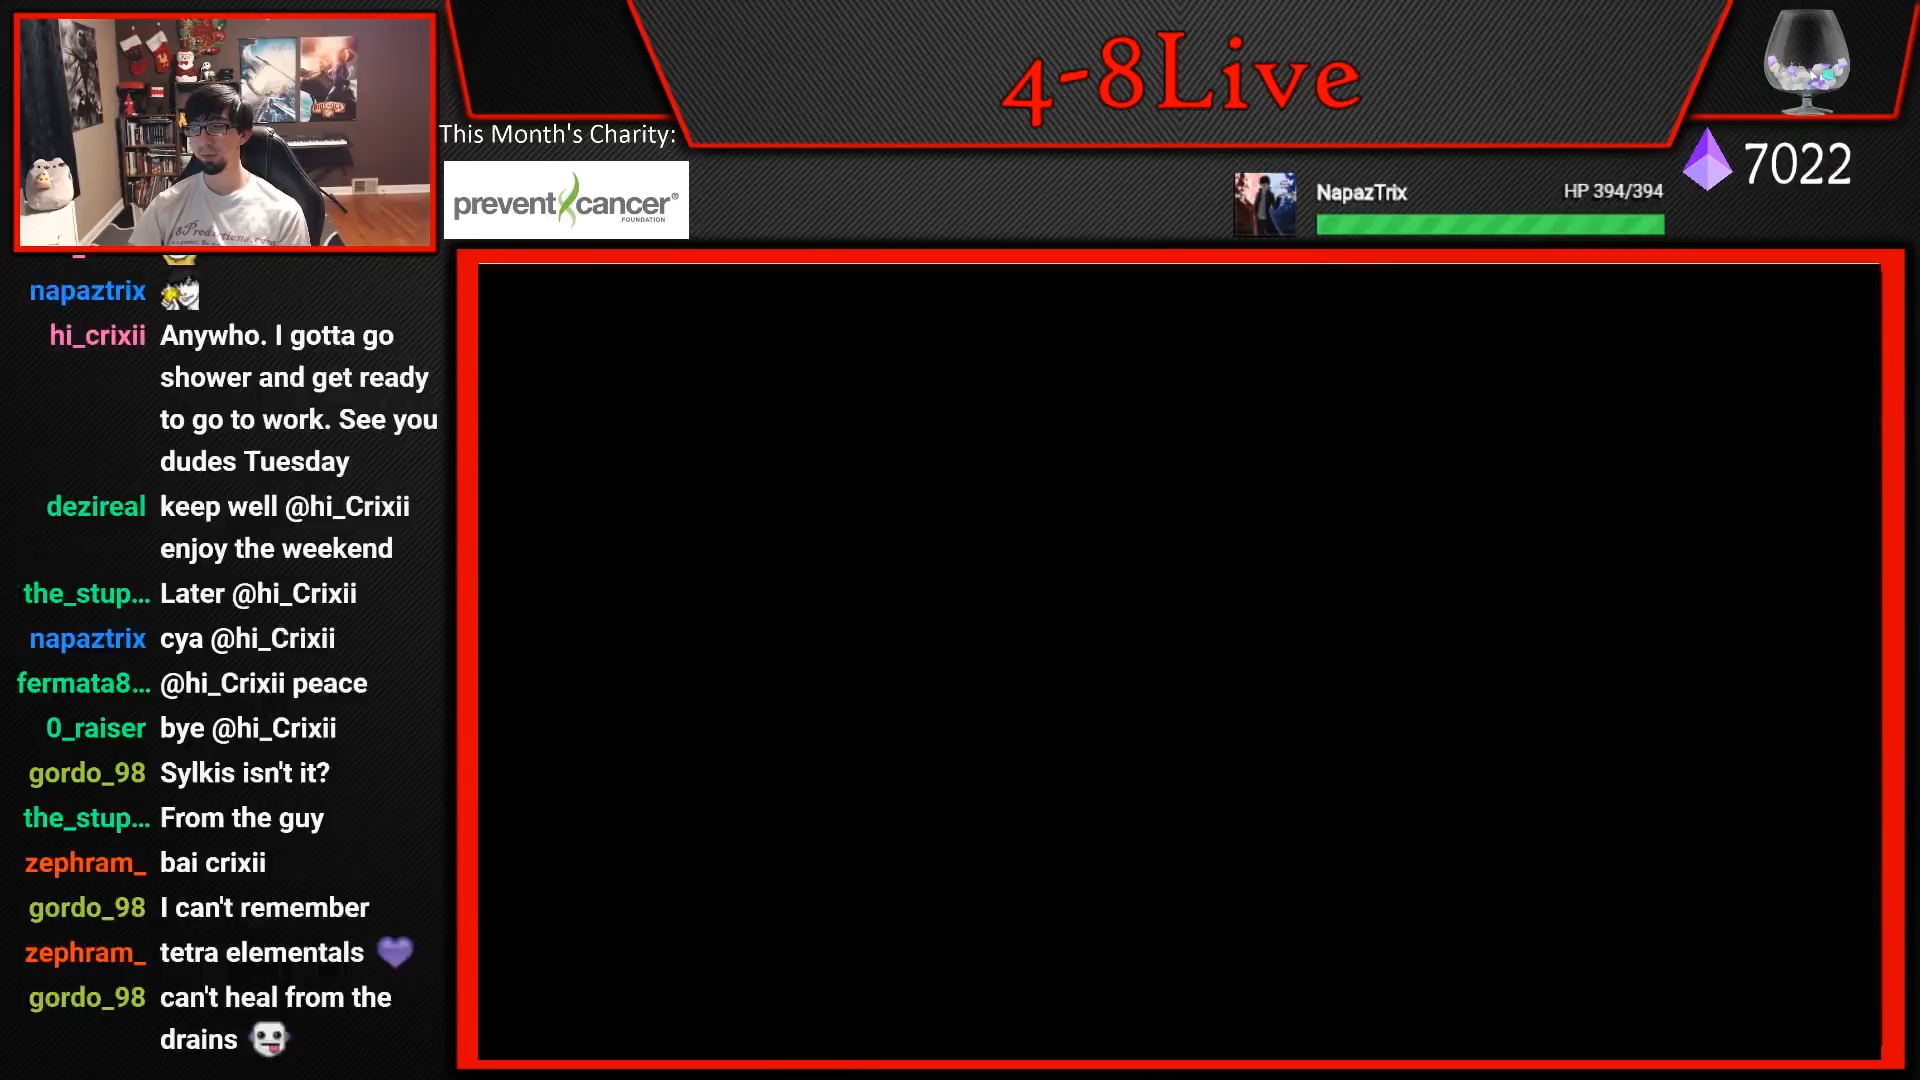 4-8Live
This Month's Charity:
prevent cancer®
FOUNDATION
NapazTrix
HP 394/394
7022
napaztrix
hi_crixii Anywho. I gotta go
shower and get ready
to go to work. See you
dudes Tuesday
dezireal keep well @hi_Crixii
enjoy the weekend
the_stup... Later @hi_Crixii
napaztrix cya @hi_Crixii
fermata8... @hi_Crixii peace
0_raiser bye @hi_Crixii
gordo_98 Sylkis isn't it?
the_stup... From the guy
zephram_ bai crixii
gordo_98 I can't remember
zephram_ tetra elementals 💜
gordo_98 can't heal from the
drains